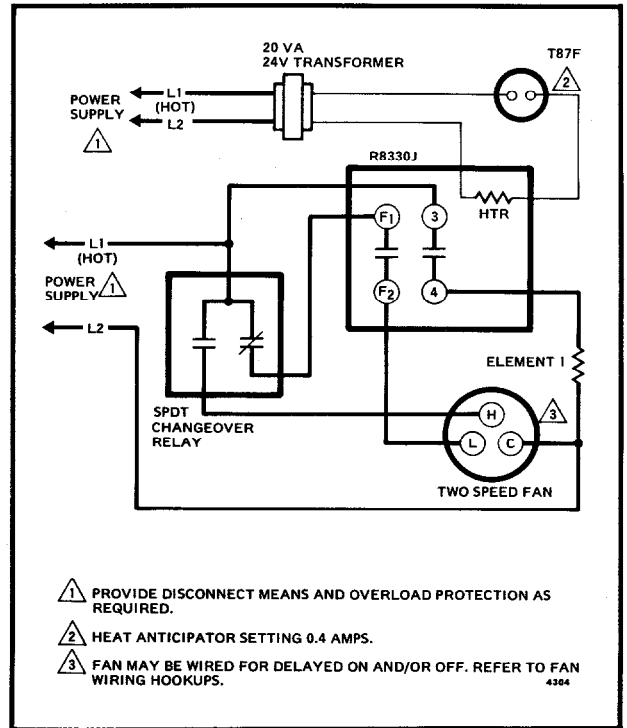 20 VA
24V TRANSFORMER
T87F
2
L1
(HOT)
POWER
SUPPLY
L2
1
R8330J
HTR
F1
3
L1
(HOT)
POWER
SUPPLY
1
F2
4
L2
ELEMENT 1
SPDT
CHANGEOVER
RELAY
H
3
L
C
TWO SPEED FAN
1 PROVIDE DISCONNECT MEANS AND OVERLOAD PROTECTION AS
REQUIRED.
2 HEAT ANTICIPATOR SETTING 0.4 AMPS.
3 FAN MAY BE WIRED FOR DELAYED ON AND/OR OFF. REFER TO FAN
WIRING HOOKUPS.
4304